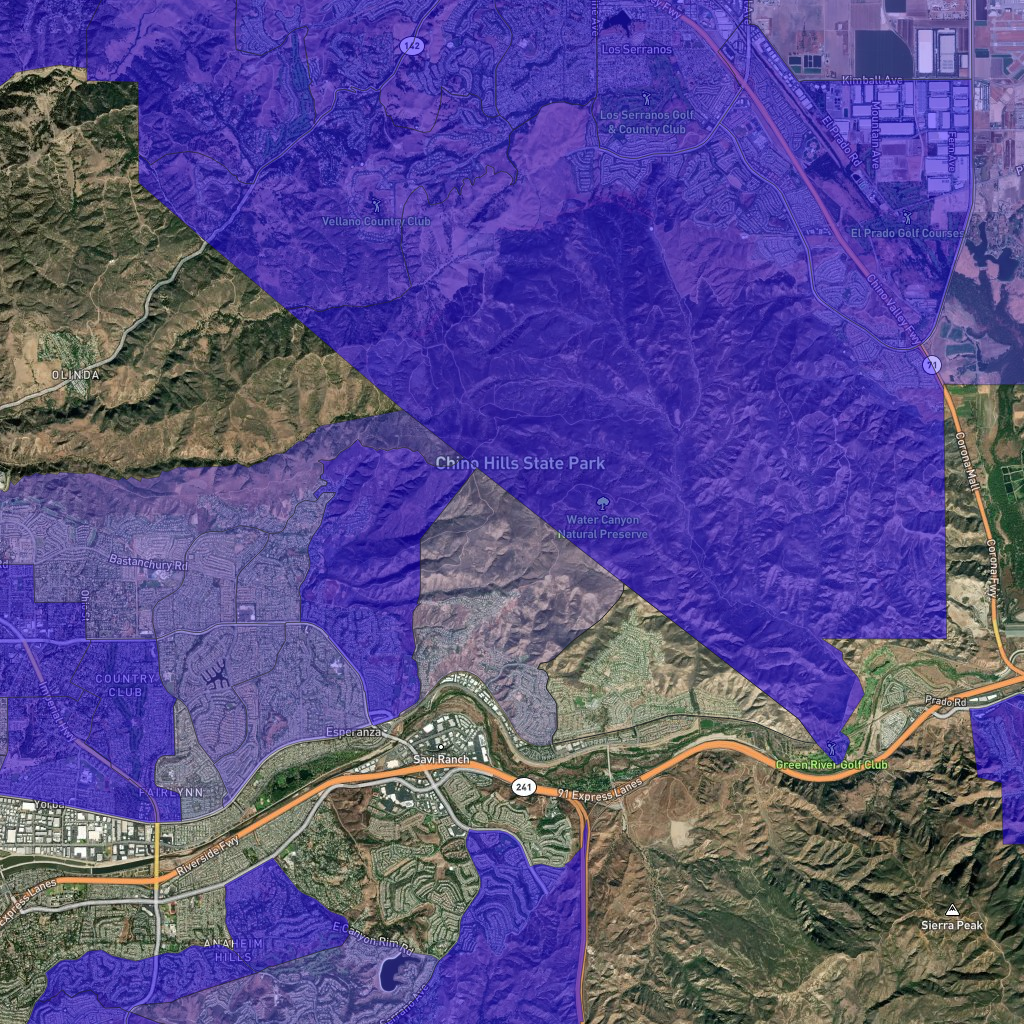 142
Los Serranos
Kimball Ave
Los Serranos Golf
& Country Club
El Prado Rd
Mountain Ave
Vellano Country Club
El Prado Golf Courses
Chino Valley Fwy
71
OLINDA
Corona Mall
Chino Hills State Park
Water Canyon
Natural Preserve
Bastanchury Rd
Corona Fwy
COUNTRY
CLUB
Prado Rd
Esperanza
Savi Ranch
Green River Golf Club
241
91 Express Lanes
FAIRLYNN
Yorba
Riverside Fwy
Express Lanes
Sierra Peak
E Canyon Rim Rd
ANAHEIM
HILLS
Serrano Ave